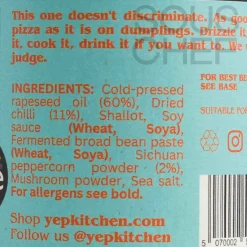 This one doesn't discriminate. As good
pizza as it is on dumplings. Drizzle it
it, cook it, drink it if you want to. We
judge.
INGREDIENTS: Cold-pressed
rapeseed oil (60%), Dried
chilli (11%), Shallot, Soy
sauce (Wheat, Soya),
Fermented broad bean paste
(Wheat, Soya), Sichuan
peppercorn powder (2%),
Mushroom powder, Sea salt.
For allergens see bold.
FOR BEST BE
SEE BASE
SUITABLE FO
Shop yepkitchen.com
Follow us @yepkitchen
5 070002